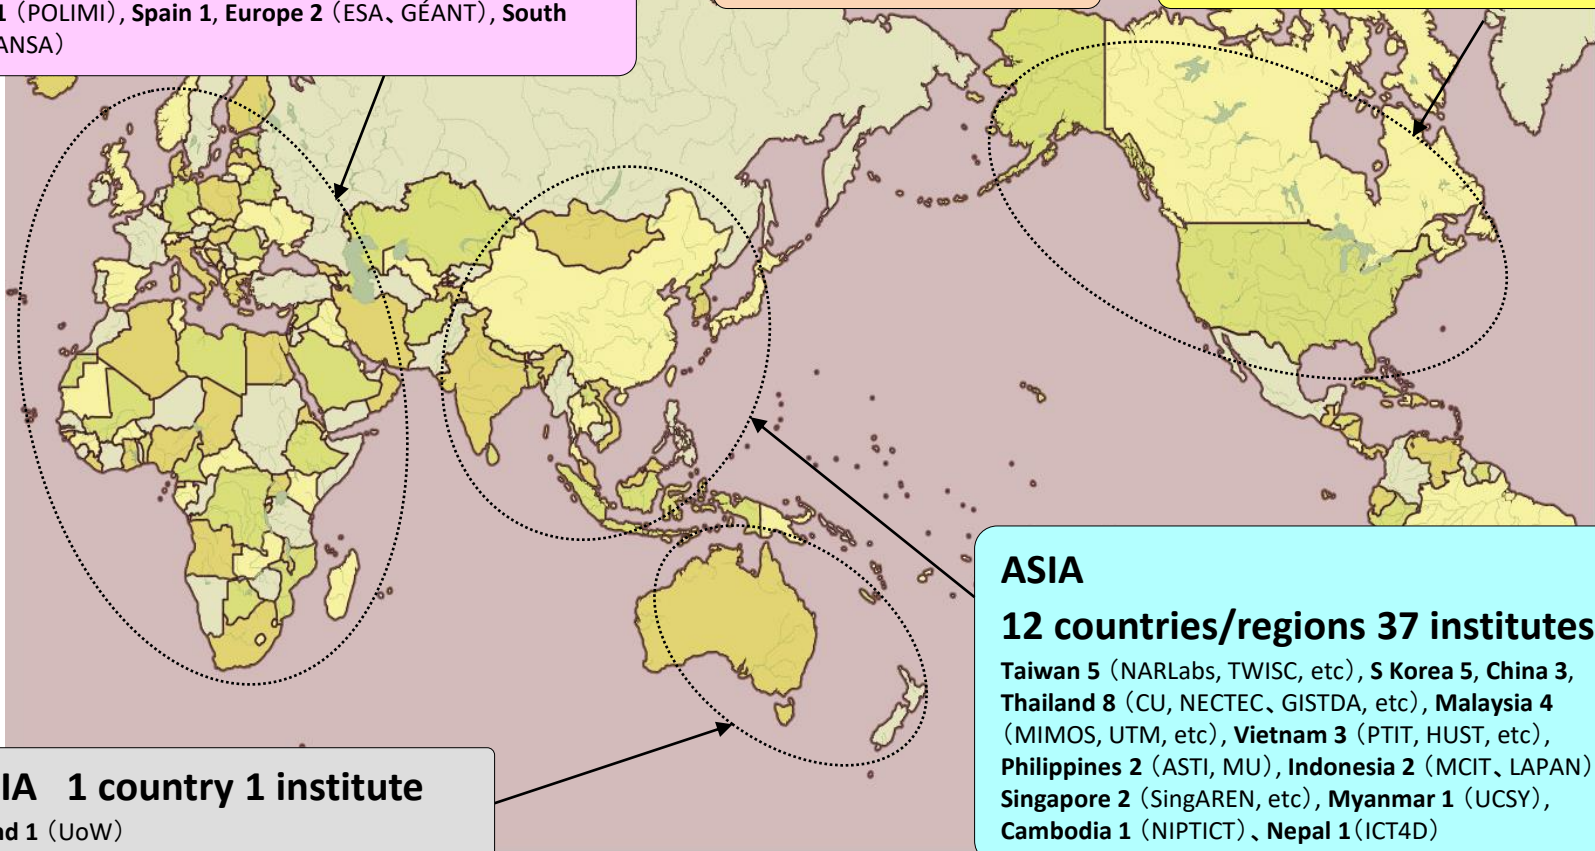 1（POLIMI）, Spain 1, Europe 2（ESA、GÉANT）, South
ANSA）
ASIA
12 countries/regions 37 institutes
Taiwan 5（NARLabs, TWISC, etc）, S Korea 5, China 3,
Thailand 8（CU, NECTEC、GISTDA, etc）, Malaysia 4
（MIMOS, UTM, etc）, Vietnam 3（PTIT, HUST, etc）,
Philippines 2（ASTI, MU）, Indonesia 2（MCIT、LAPAN）
Singapore 2（SingAREN, etc）, Myanmar 1（UCSY）,
Cambodia 1（NIPTICT）、Nepal 1（ICT4D）
IA 1 country 1 institute
nd 1（UoW）